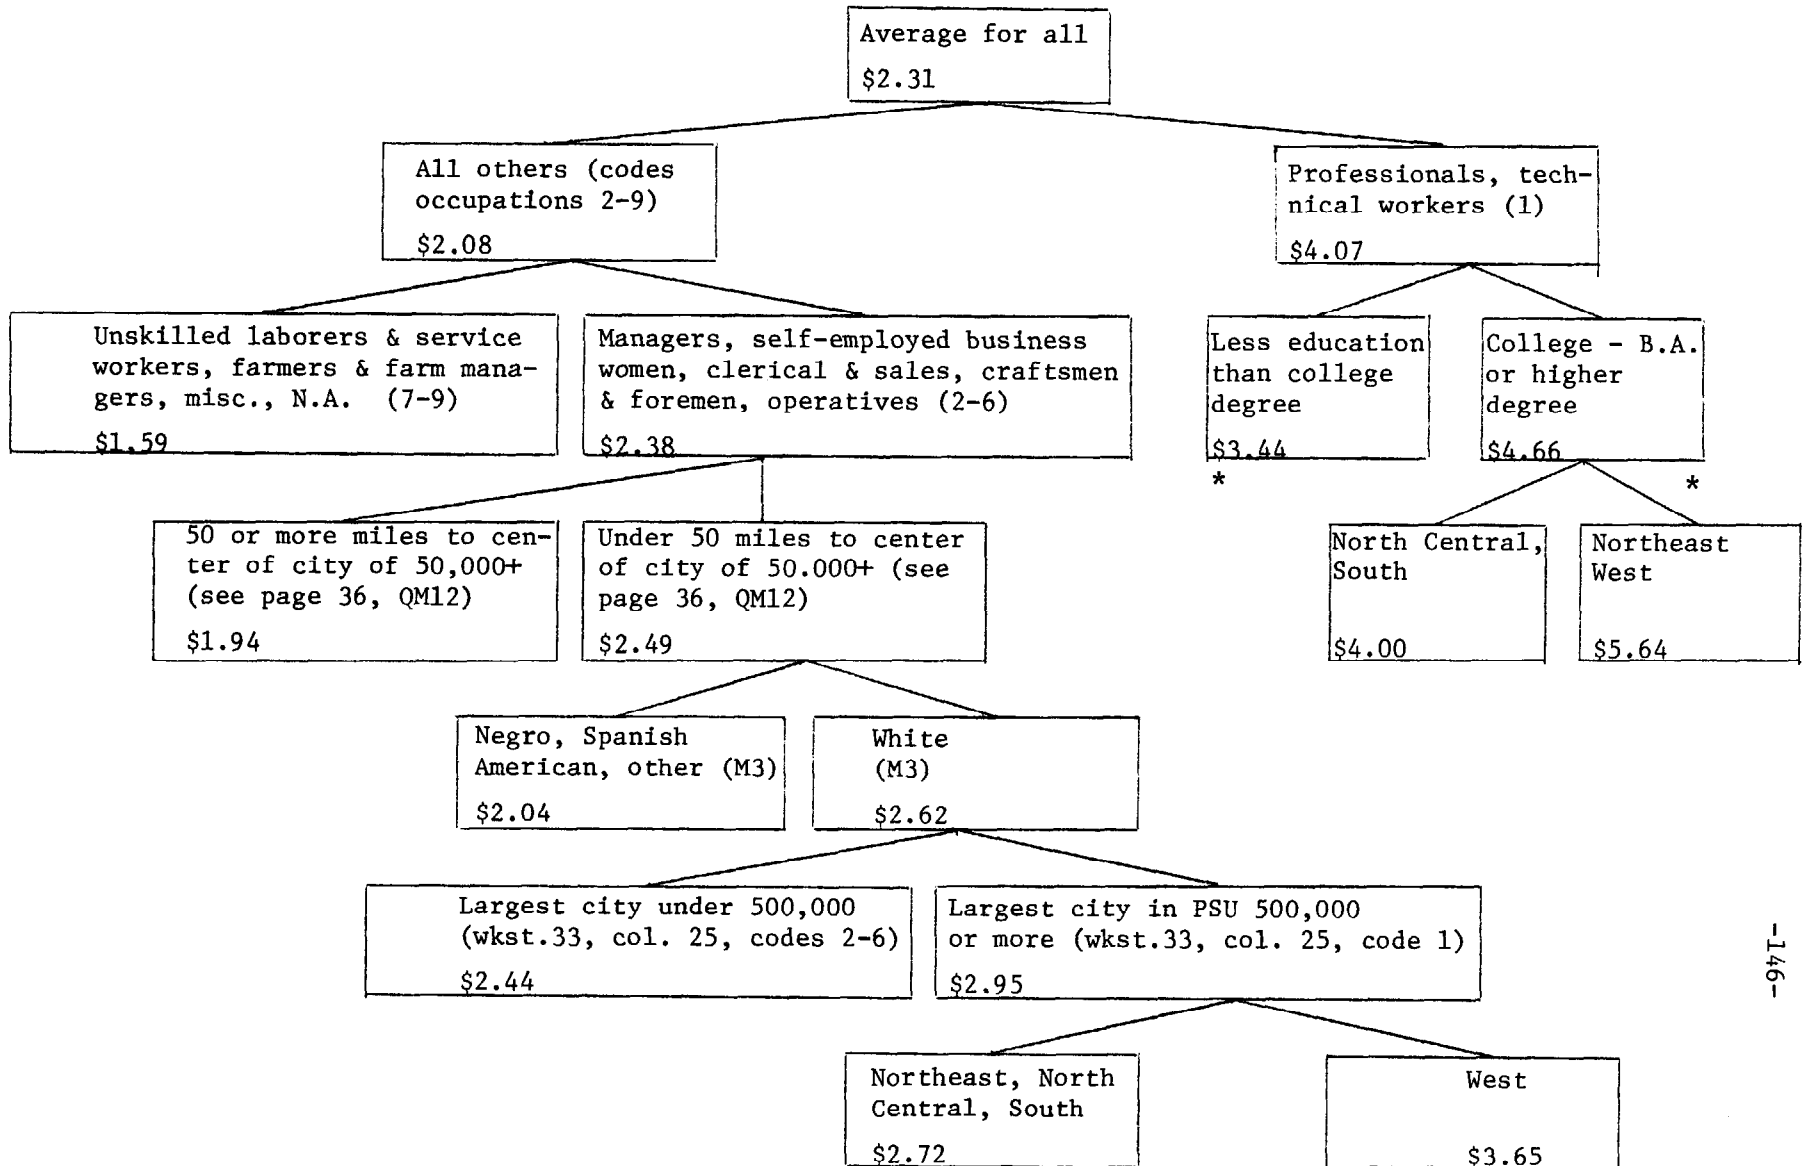 Average for all
$2.31
All others (codes
occupations 2-9)
$2.08
Professionals, tech-
nical workers (1)
$4.07
Unskilled laborers & service
workers, farmers & farm mana-
gers, misc., N.A. (7-9)
$1.59
Managers, self-employed business
women, clerical & sales, craftsmen
& foremen, operatives (2-6)
$2.38
Less education
than college
degree
$3.44
*
College - B.A.
or higher
degree
$4.66
*
50 or more miles to cen-
ter of city of 50,000+
(see page 36, QM12)
$1.94
Under 50 miles to center
of city of 50.000+ (see
page 36, QM12)
$2.49
North Central,
South
$4.00
Northeast
West
$5.64
Negro, Spanish
American, other (M3)
$2.04
White
(M3)
$2.62
Largest city under 500,000
(wkst.33, col. 25, codes 2-6)
$2.44
Largest city in PSU 500,000
or more (wkst.33, col. 25, code 1)
$2.95
-146-
Northeast, North
Central, South
$2.72
West
$3.65